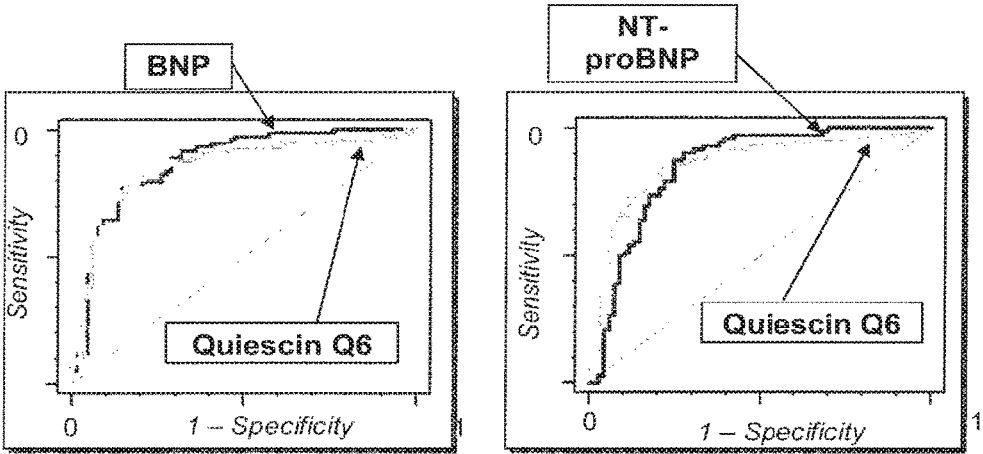 BNP
0
Sensitivity
Quiescin Q6
0
1 – Specificity
1
NT-
proBNP
0
Sensitivity
Quiescin Q6
0
1 – Specificity
1